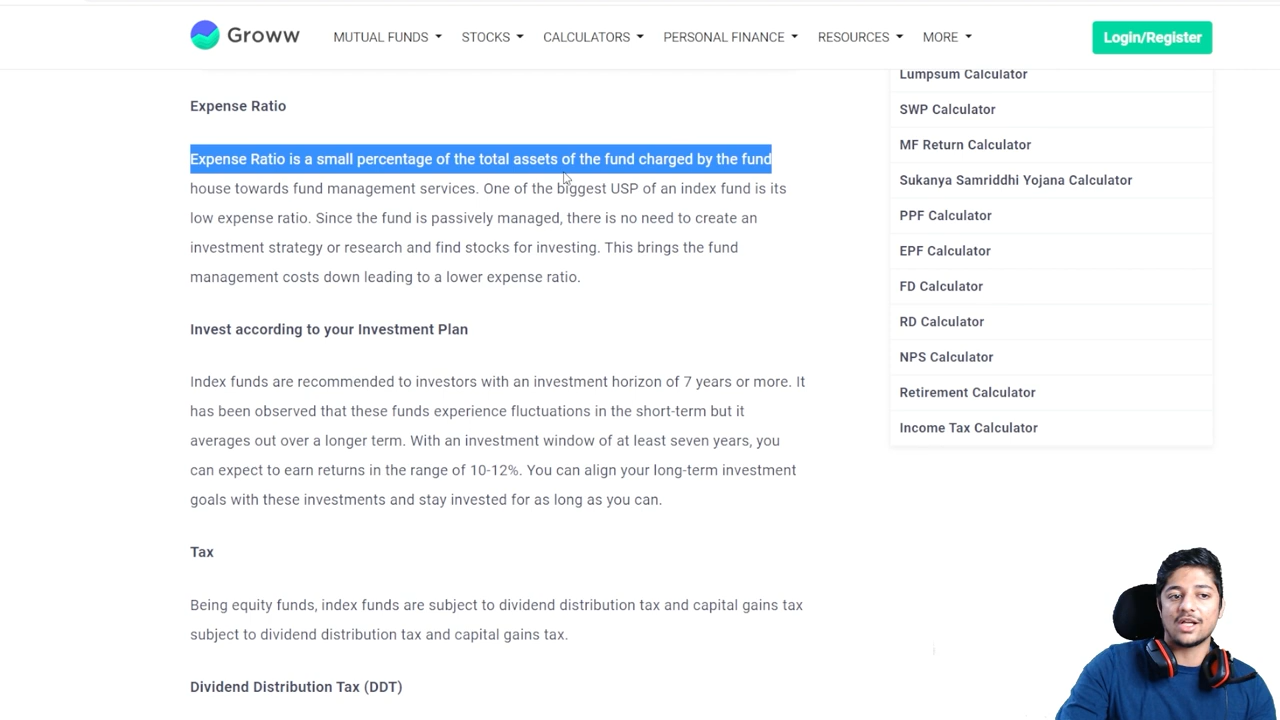 Groww
MUTUAL FUNDS
STOCKS
CALCULATORS
PERSONAL FINANCE
RESOURCES
MORE
Login/Register
Expense Ratio
Expense Ratio is a small percentage of the total assets of the fund charged by the fund
house towards fund management services. One of the biggest USP of an index fund is its
low expense ratio. Since the fund is passively managed, there is no need to create an
investment strategy or research and find stocks for investing. This brings the fund
management costs down leading to a lower expense ratio.
Invest according to your Investment Plan
Index funds are recommended to investors with an investment horizon of 7 years or more. It
has been observed that these funds experience fluctuations in the short-term but it
averages out over a longer term. With an investment window of at least seven years, you
can expect to earn returns in the range of 10-12%. You can align your long-term investment
goals with these investments and stay invested for as long as you can.
Tax
Being equity funds, index funds are subject to dividend distribution tax and capital gains tax
subject to dividend distribution tax and capital gains tax.
Dividend Distribution Tax (DDT)
Lumpsum Calculator
SWP Calculator
MF Return Calculator
Sukanya Samriddhi Yojana Calculator
PPF Calculator
EPF Calculator
FD Calculator
RD Calculator
NPS Calculator
Retirement Calculator
Income Tax Calculator